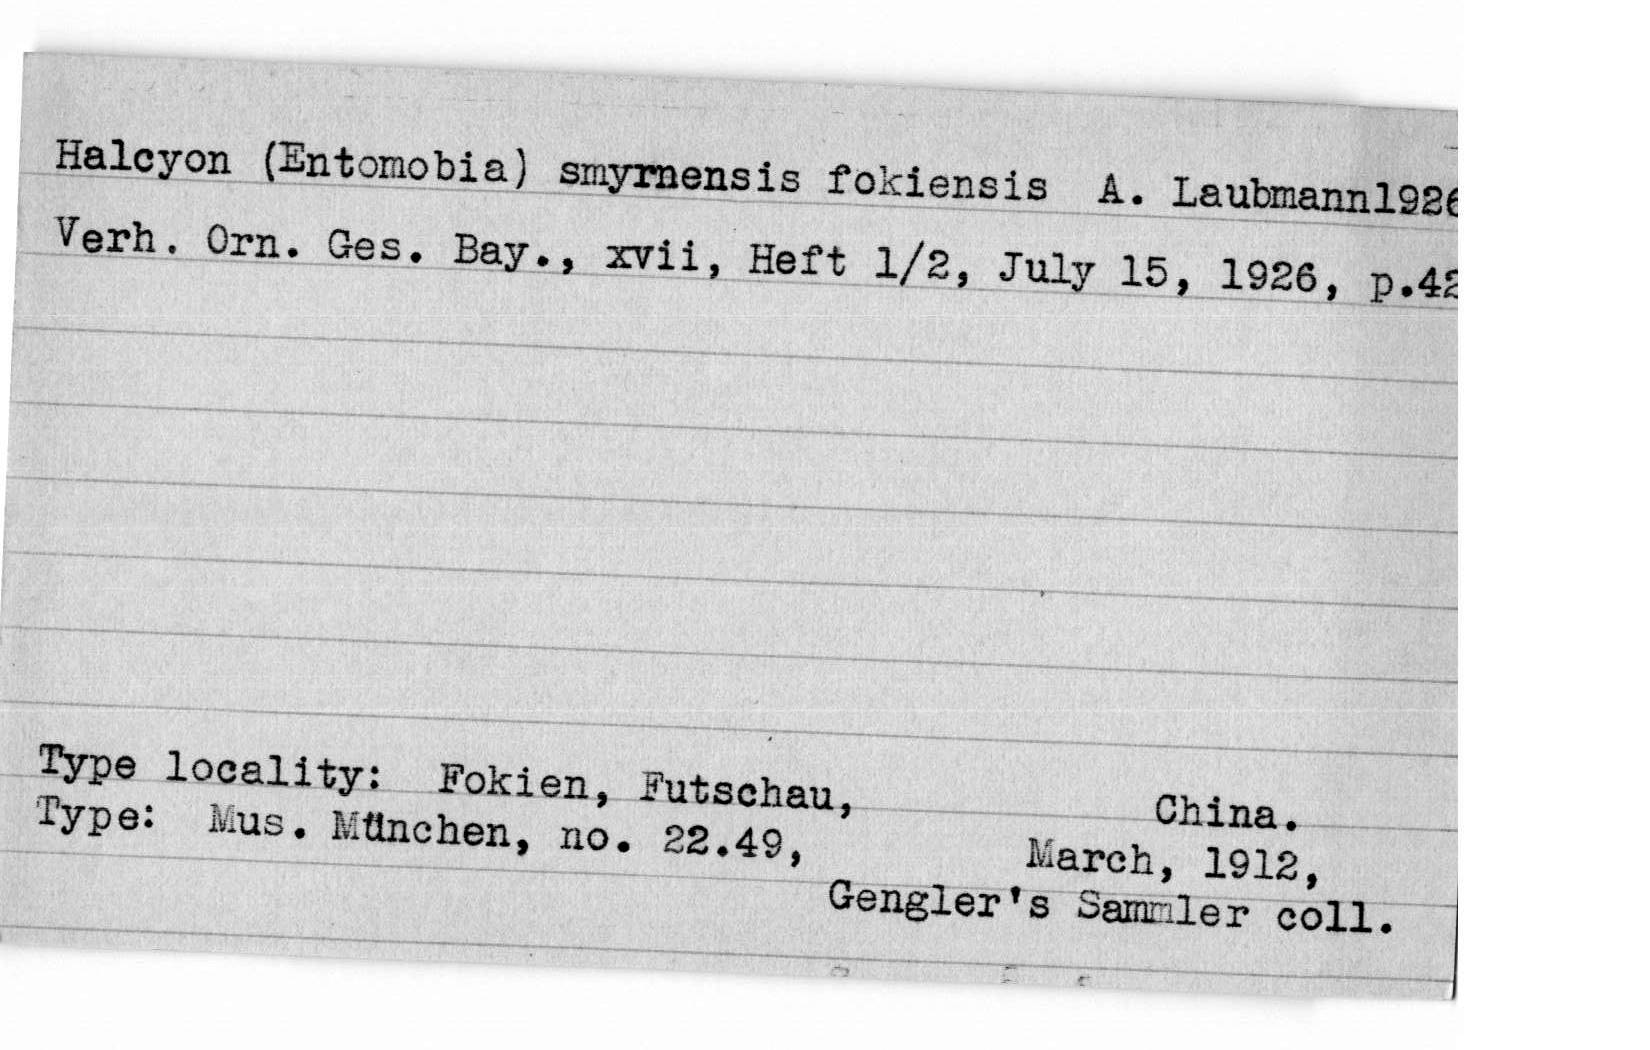 Halcyon (Entomobia) smyrnensis fokiensis A. Laubmann1926
Verh. Orn. Ges. Bay., xvii, Heft 1/2, July 15, 1926, p.42
Type locality: Fokien, Futschau, China.
Type: Mus. München, no. 22.49, March, 1912,
Gengler's Sammler coll.